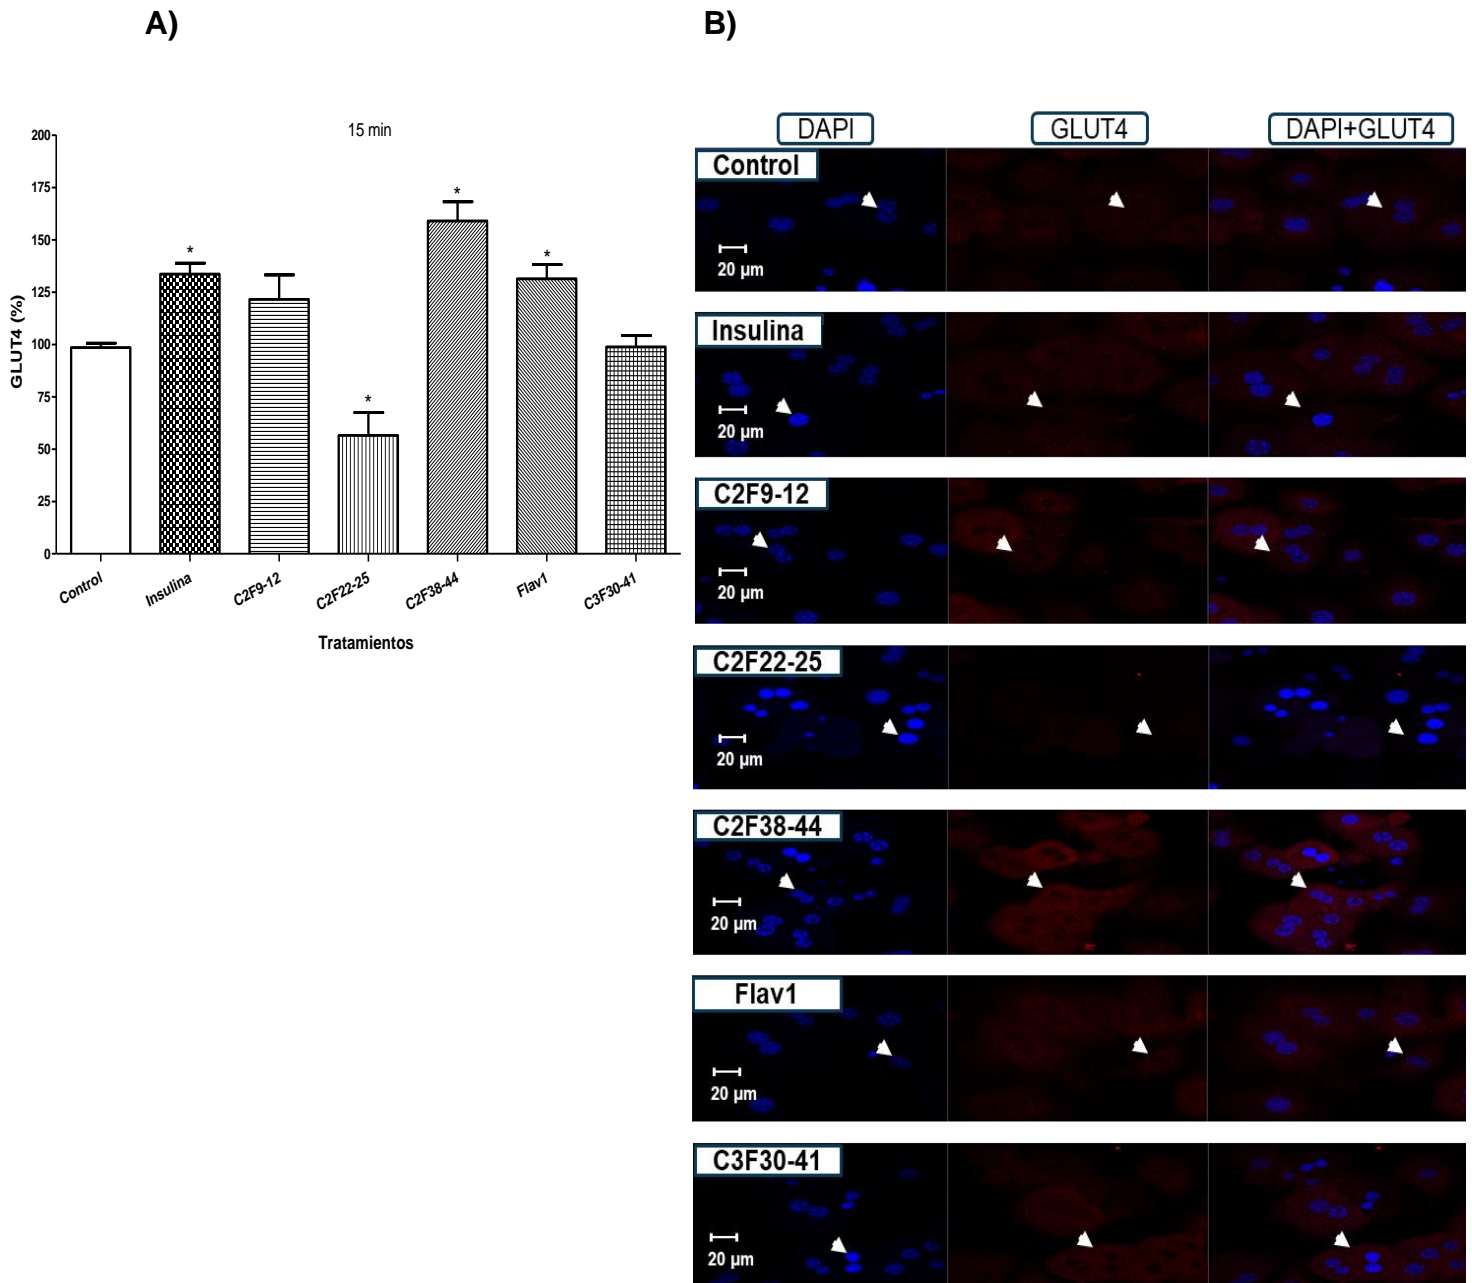 A)
B)
15 min
200
175
150
125
100
75
50
25
0
GLUT4 (%)
*
*
*
*
Control
Insulina
C2F9-12
C2F22-25
C2F38-44
Flav1
C3F30-41
Tratamientos
DAPI
GLUT4
DAPI+GLUT4
Control
20 µm
Insulina
20 µm
C2F9-12
20 µm
C2F22-25
20 µm
C2F38-44
20 µm
Flav1
20 µm
C3F30-41
20 µm